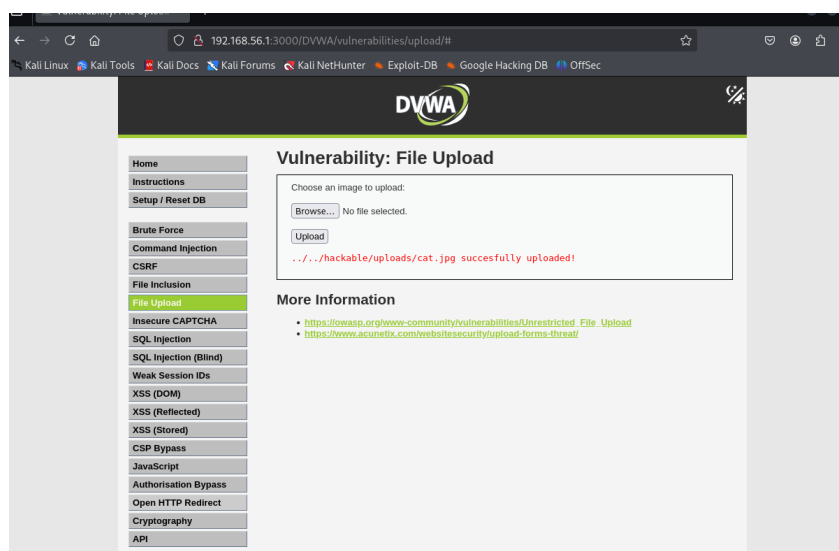 192.168.56.1:3000/DVWA/vulnerabilities/upload/#
Kali Linux Kali Tools Kali Docs Kali Forums Kali NetHunter Exploit-DB Google Hacking DB OffSec
DVWA
Home
Instructions
Setup / Reset DB
Brute Force
Command Injection
CSRF
File Inclusion
File Upload
Insecure CAPTCHA
SQL Injection
SQL Injection (Blind)
Weak Session IDs
XSS (DOM)
XSS (Reflected)
XSS (Stored)
CSP Bypass
JavaScript
Authorisation Bypass
Open HTTP Redirect
Cryptography
API
Vulnerability: File Upload
Choose an image to upload:
Browse... No file selected.
Upload
../../hackable/uploads/cat.jpg succesfully uploaded!
More Information
https://owasp.org/www-community/vulnerabilities/Unrestricted_File_Upload
https://www.acunetix.com/websitesecurity/upload-forms-threat/